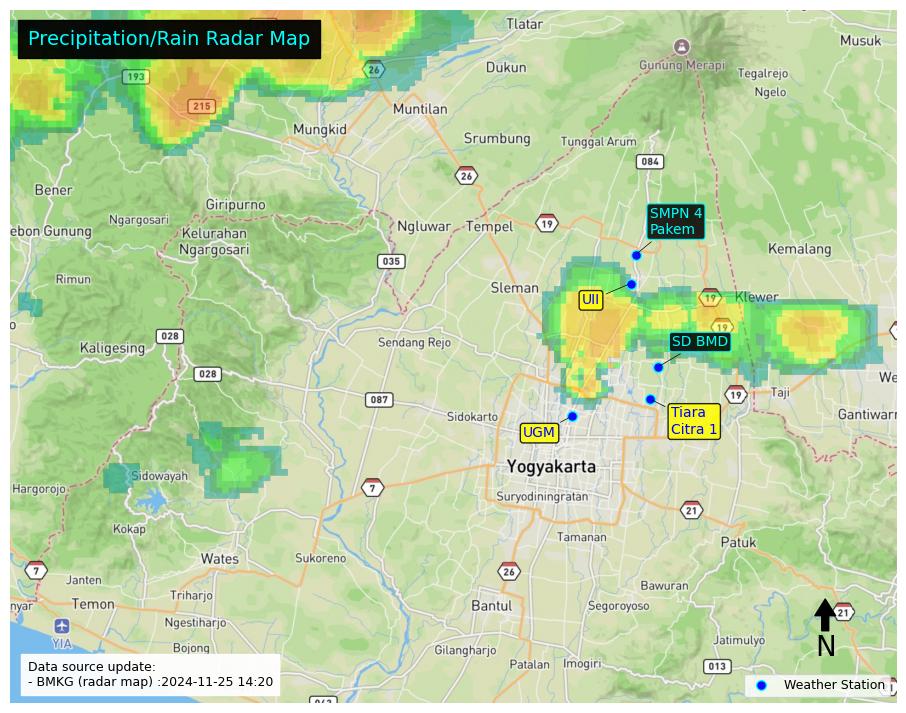 Precipitation/Rain Radar Map
Tlatar
Musuk
Dukun
Gunung Merapi
Tegalrejo
193
26
Ngelo
215
Muntilan
Mungkid
Srumbung
Tunggal Arum
084
26
Bener
Giripurno
SMPN 4
Pakem
Ngargosari
Ngluwar
Tempel
19
ebon Gunung
Kelurahan
Ngargosari
Kemalang
035
Rimun
Sleman
UII
19
Klewer
19
028
Sendang Rejo
SD BMD
Kaligesing
028
We
Taji
087
19
Sidokarto
Tiara
Citra 1
Gantiwarn
UGM
Yogyakarta
Sidowayah
Hargorojo
7
Suryodiningratan
21
Kokap
Tamanan
Patuk
Wates
Sukoreno
7
26
Janten
Bawuran
Triharjo
nyar
Temon
Bantul
Segoroyoso
21
Ngestiharjo
YIA
N
Jatimulyo
Bojong
Gilangharjo
Patalan
Imogiri
013
Data source update:
- BMKG (radar map) :2024-11-25 14:20
Weather Station